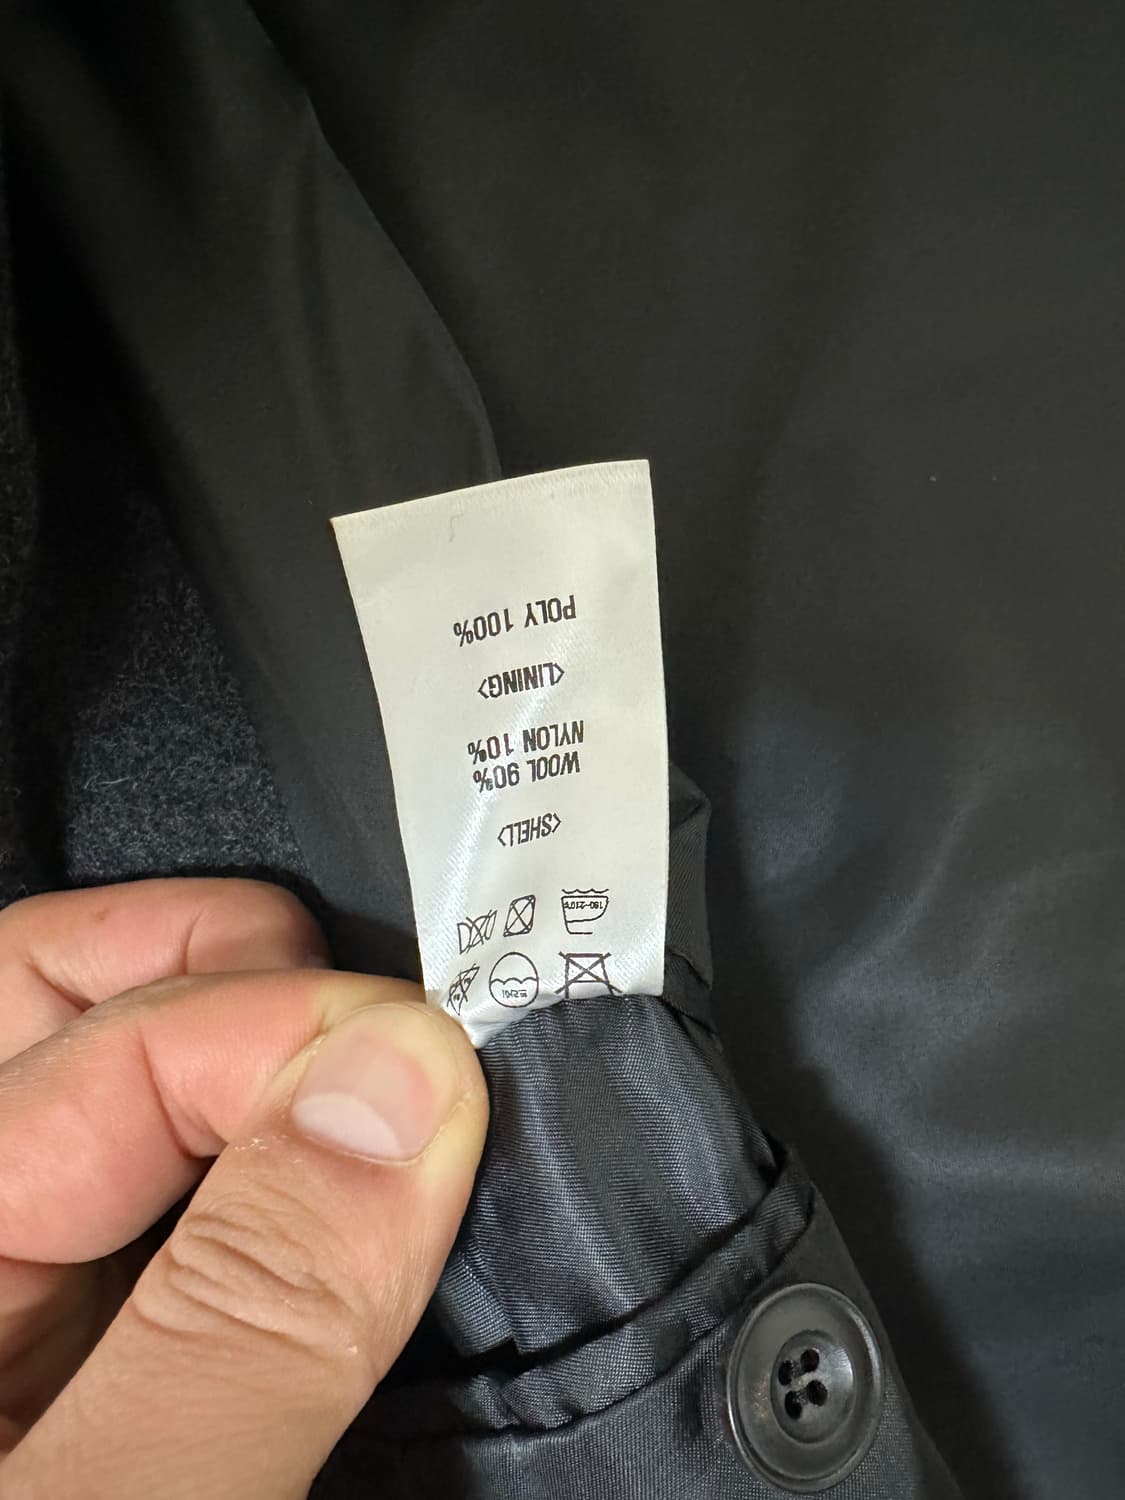 <SHELL>
WOOL 90%
NYLON 10%
<LINING>
POLY 100%